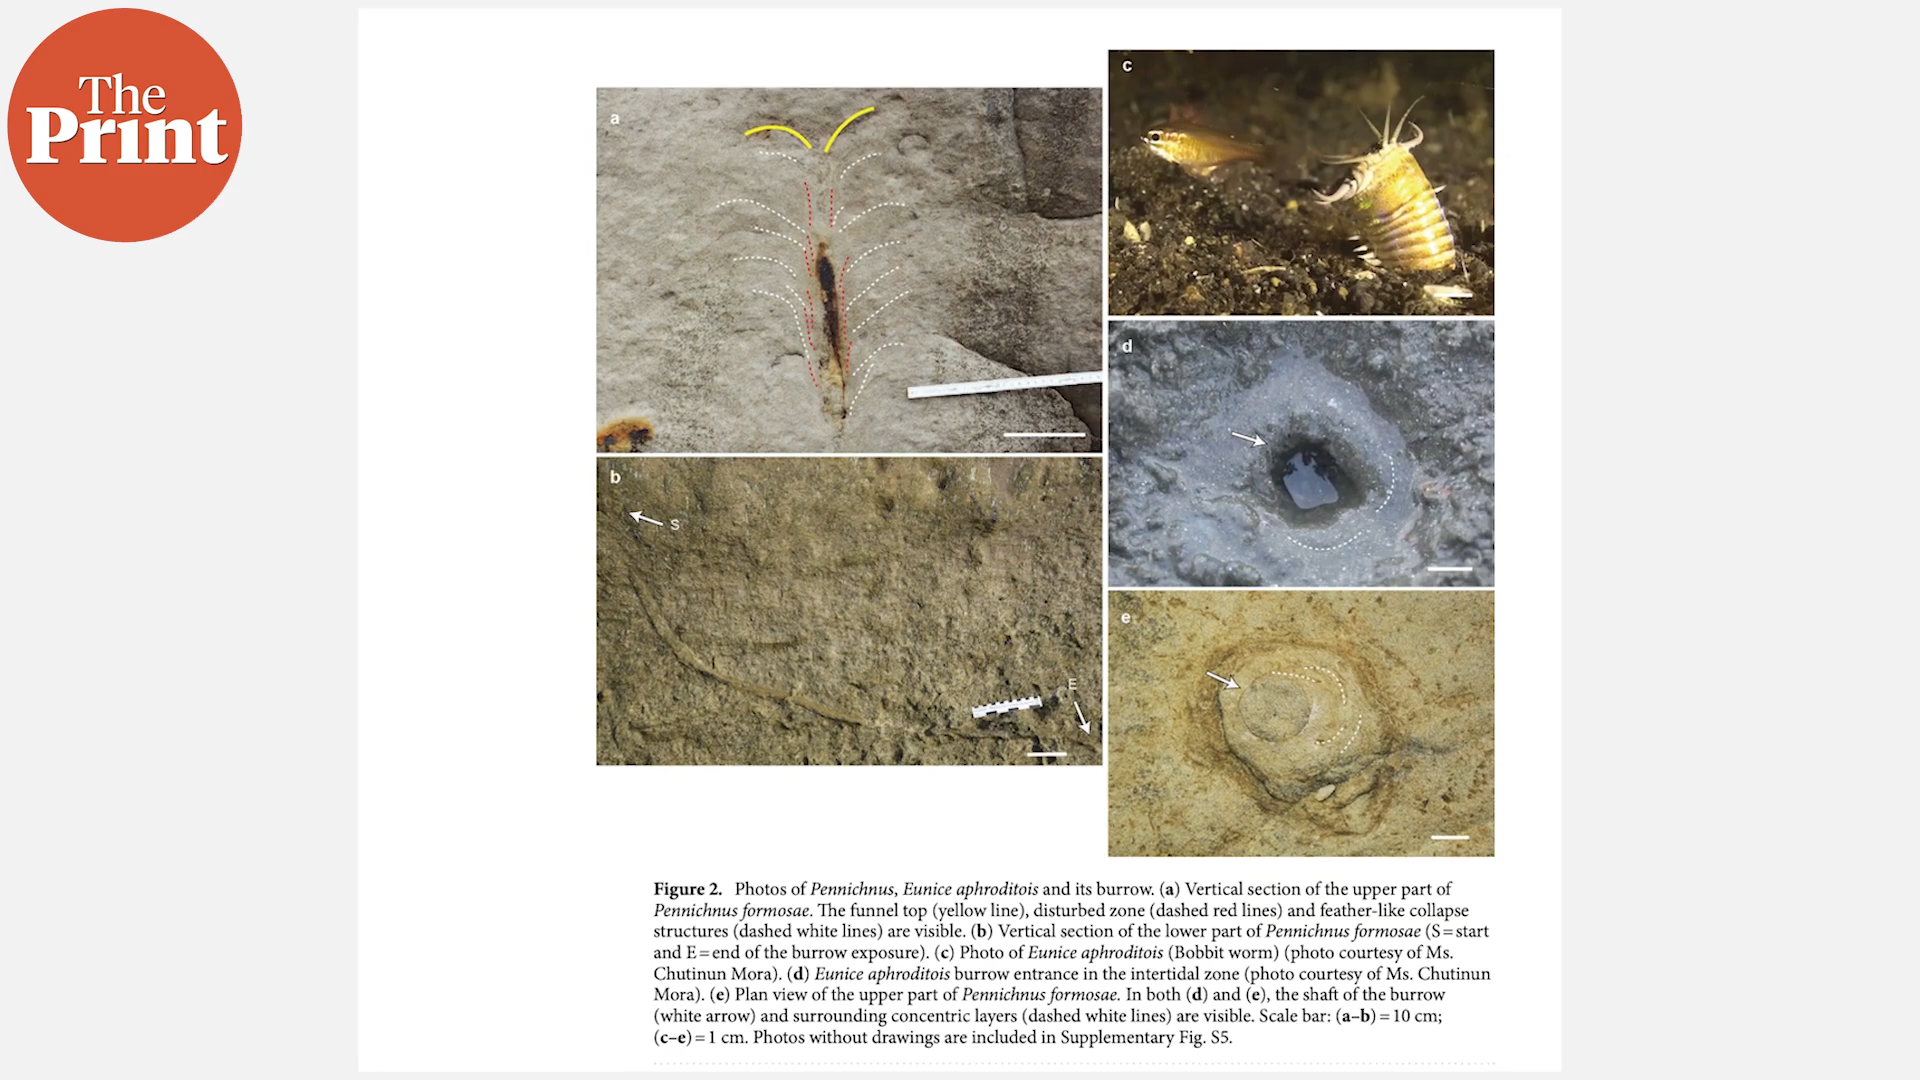 The
Print
a
b
S
E
c
d
e
Figure 2. Photos of Pennichnus, Eunice aphroditois and its burrow. (a) Vertical section of the upper part of
Pennichnus formosae. The funnel top (yellow line), disturbed zone (dashed red lines) and feather-like collapse
structures (dashed white lines) are visible. (b) Vertical section of the lower part of Pennichnus formosae (S = start
and E = end of the burrow exposure). (c) Photo of Eunice aphroditois (Bobbit worm) (photo courtesy of Ms.
Chutinun Mora). (d) Eunice aphroditois burrow entrance in the intertidal zone (photo courtesy of Ms. Chutinun
Mora). (e) Plan view of the upper part of Pennichnus formosae. In both (d) and (e), the shaft of the burrow
(white arrow) and surrounding concentric layers (dashed white lines) are visible. Scale bar: (a–b) = 10 cm;
(c–e) = 1 cm. Photos without drawings are included in Supplementary Fig. S5.